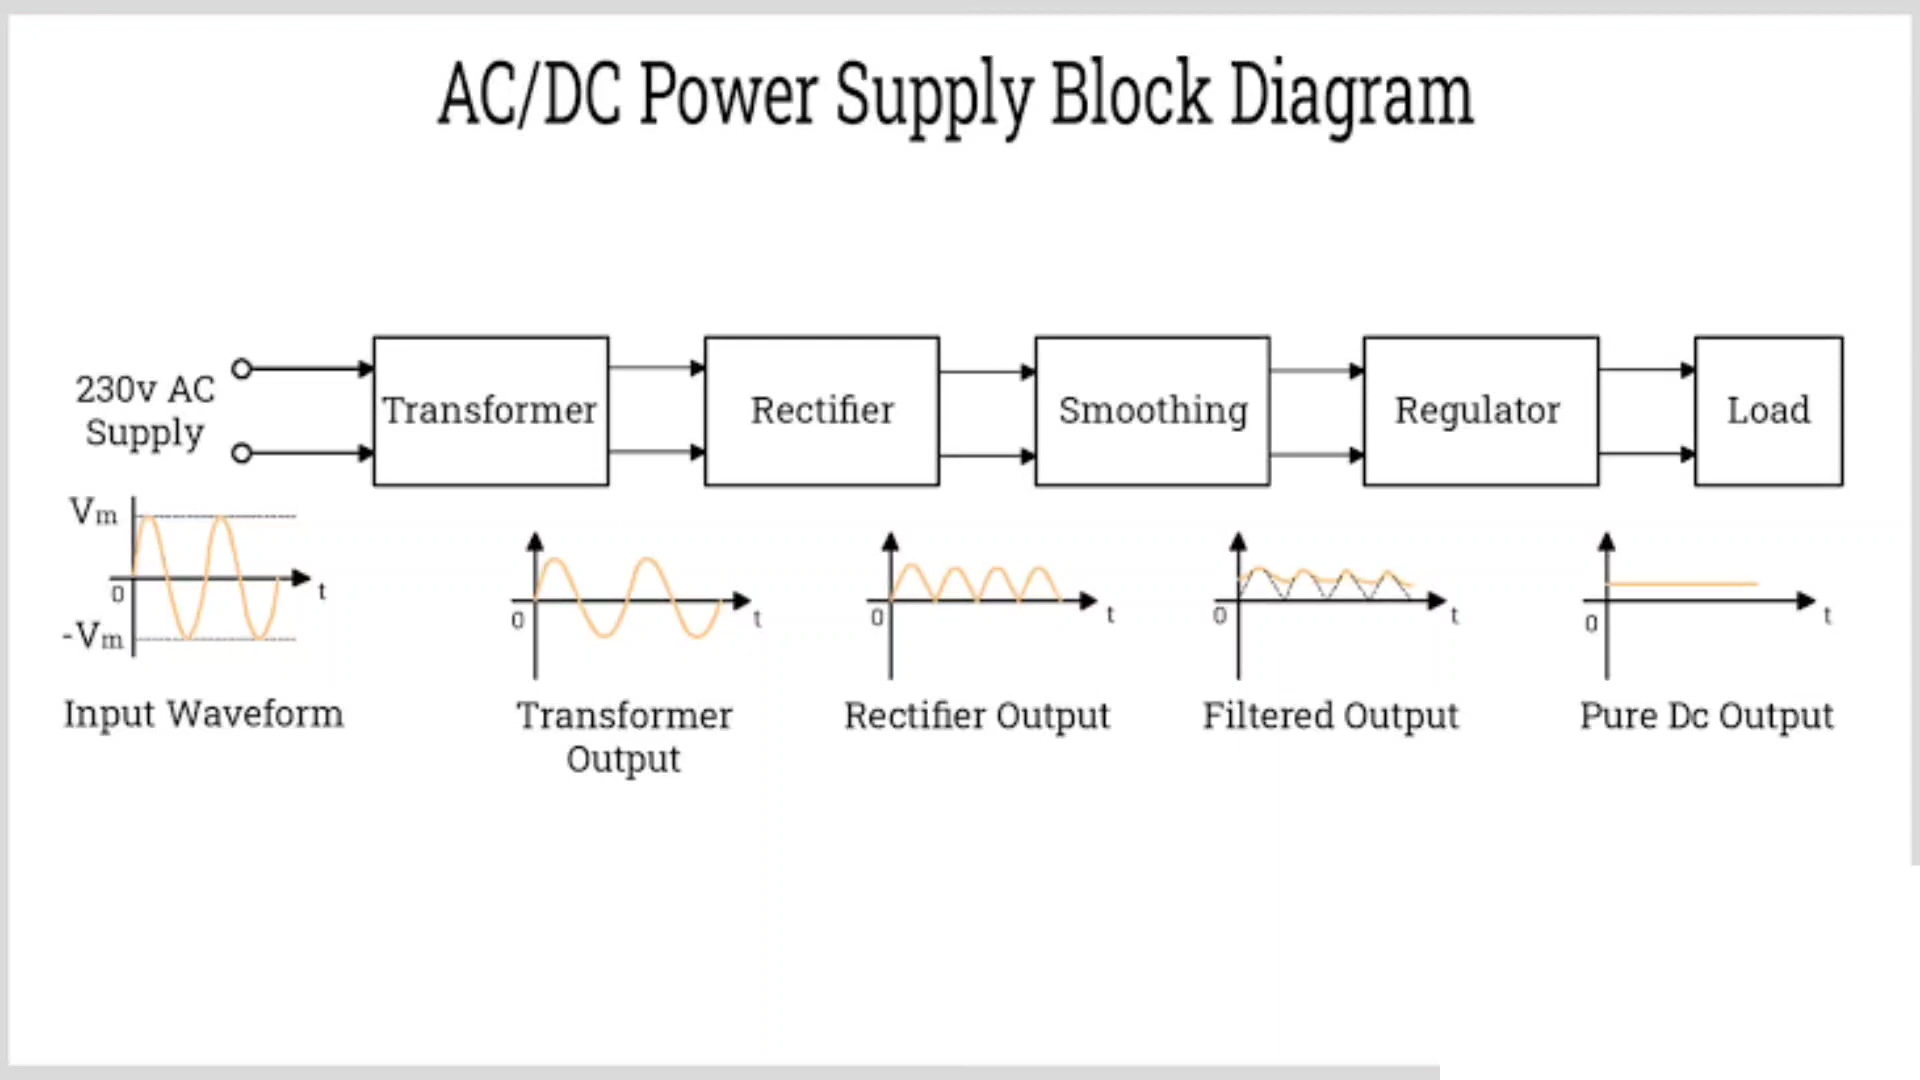 AC/DC Power Supply Block Diagram
230v AC
Supply
Transformer
Rectifier
Smoothing
Regulator
Load
Vm
0
-Vm
t
Input Waveform
0
t
Transformer
Output
0
t
Rectifier Output
0
t
Filtered Output
0
t
Pure Dc Output